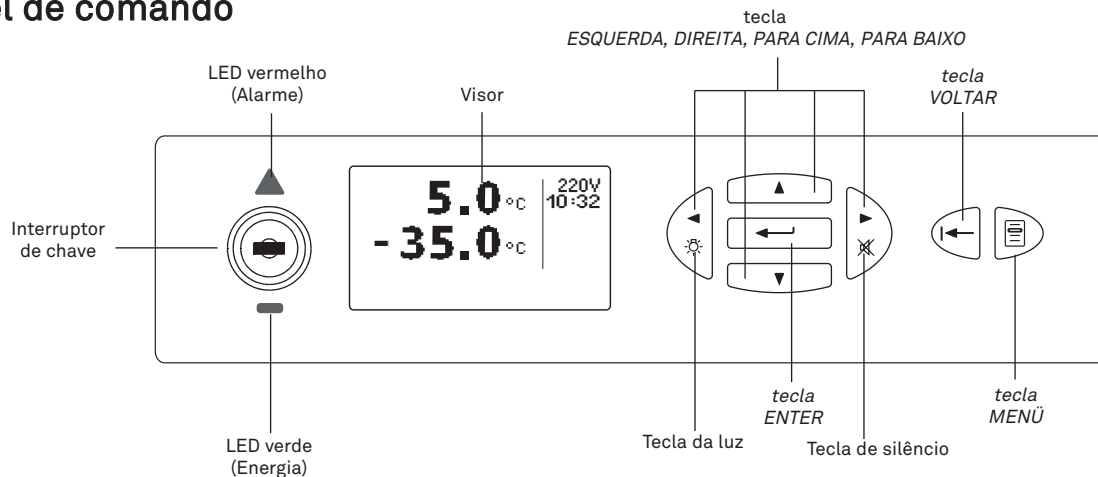 el de comando
tecla
ESQUERDA, DIREITA, PARA CIMA, PARA BAIXO
LED vermelho
(Alarme)
Visor
tecla
VOLTAR
5.0°C
220V
10:32
-35.0°C
Interruptor
de chave
LED verde
(Energia)
tecla
ENTER
Tecla da luz
Tecla de silêncio
tecla
MENÜ